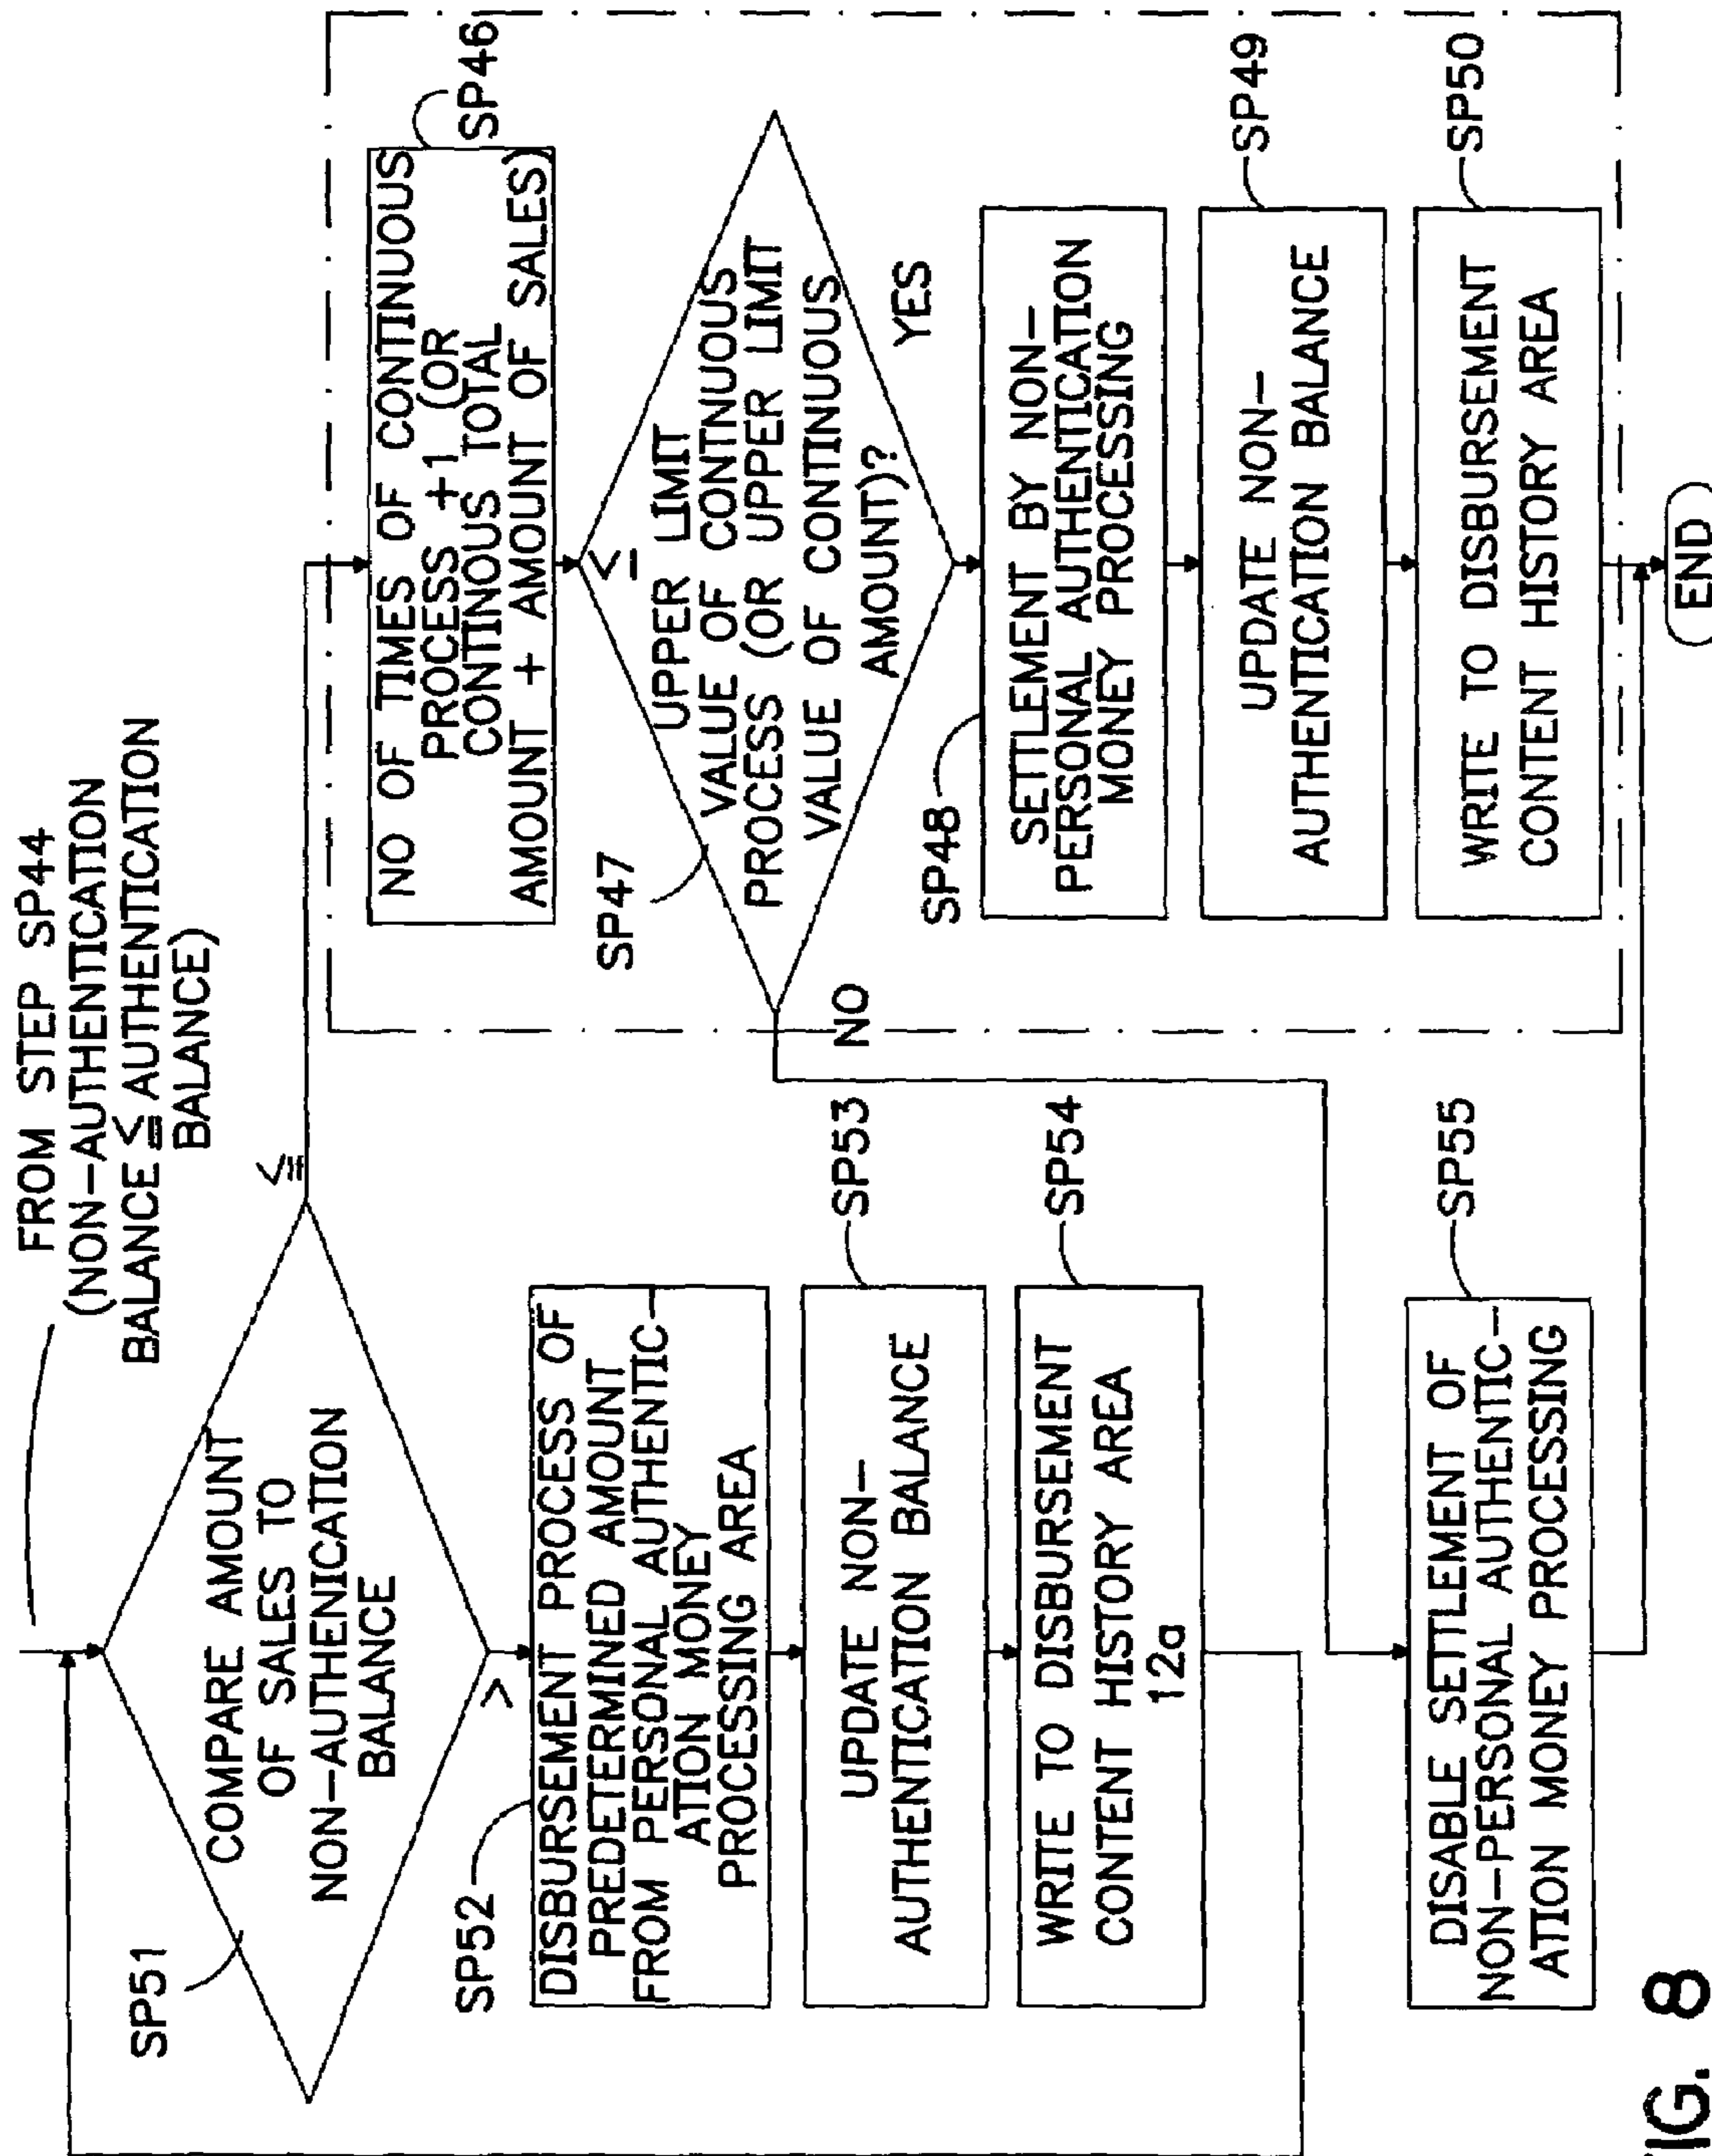 FROM STEP SP44
(NON-AUTHENTICATION
BALANCE ≦ AUTHENTICATION
BALANCE)
SP51
COMPARE AMOUNT
OF SALES TO
NON-AUTHENICATION
BALANCE
≦
>
SP52
DISBURSEMENT PROCESS OF
PREDETERMINED AMOUNT
FROM PERSONAL AUTHENTIC-
ATION MONEY
PROCESSING AREA
SP53
UPDATE NON-
AUTHENTICATION BALANCE
SP54
WRITE TO DISBURSEMENT
CONTENT HISTORY AREA
12a
SP55
DISABLE SETTLEMENT OF
NON-PERSONAL AUTHENTIC-
ATION MONEY PROCESSING
SP46
NO OF TIMES OF CONTINUOUS
PROCESS +1 (OR
CONTINOUS TOTAL
AMOUNT + AMOUNT OF SALES)
SP47
≤
UPPER LIMIT
VALUE OF CONTNUOUS
PROCESS (OR UPPER LIMIT
VALUE OF CONTINUOUS
AMOUNT)?
NO
YES
SP48
SETTLEMENT BY NON-
PERSONAL AUTHENTICATION
MONEY PROCESSING
SP49
UPDATE NON-
AUTHENTICATION BALANCE
SP50
WRITE TO DISBURSEMENT
CONTENT HISTORY AREA
END
IG. 8